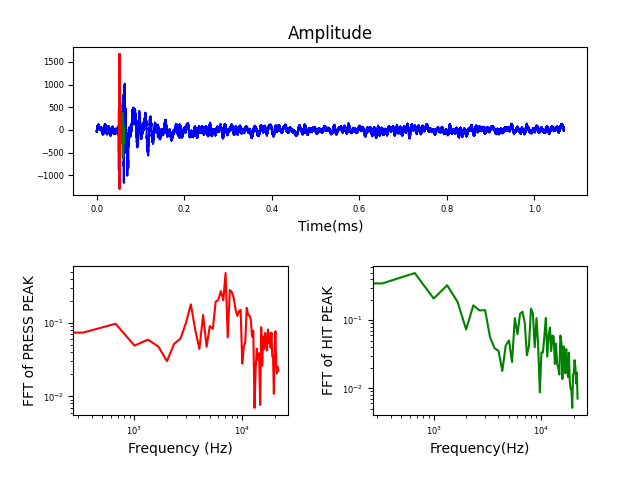 Amplitude
1500
1000
500
0
−500
−1000
0.0 0.2 0.4 0.6 0.8 1.0
Time(ms)
FFT of PRESS PEAK
10⁻¹
10⁻²
10³ 10⁴
Frequency (Hz)
FFT of HIT PEAK
10⁻¹
10⁻²
10³ 10⁴
Frequency(Hz)